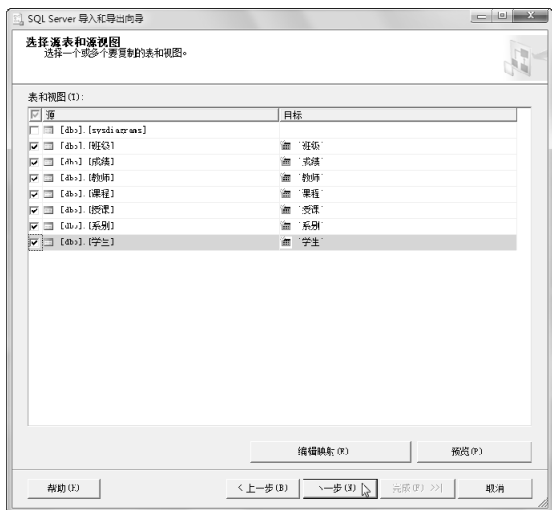 SQL Server 导入和导出向导
选择源表和源视图
选择一个或多个要复制的表和视图。
表和视图(T):
源 目标
[dbo].[sysdiagrams]
[dbo].[班级] `班级`
[dbo].[成绩] `成绩`
[dbo].[教师] `教师`
[dbo].[课程] `课程`
[dbo].[授课] `授课`
[dbo].[系别] `系别`
[dbo].[学生] `学生`
编辑映射(E) 预览(P)
帮助(H) <上一步(B) 下一步(N) 完成(F) >>| 取消